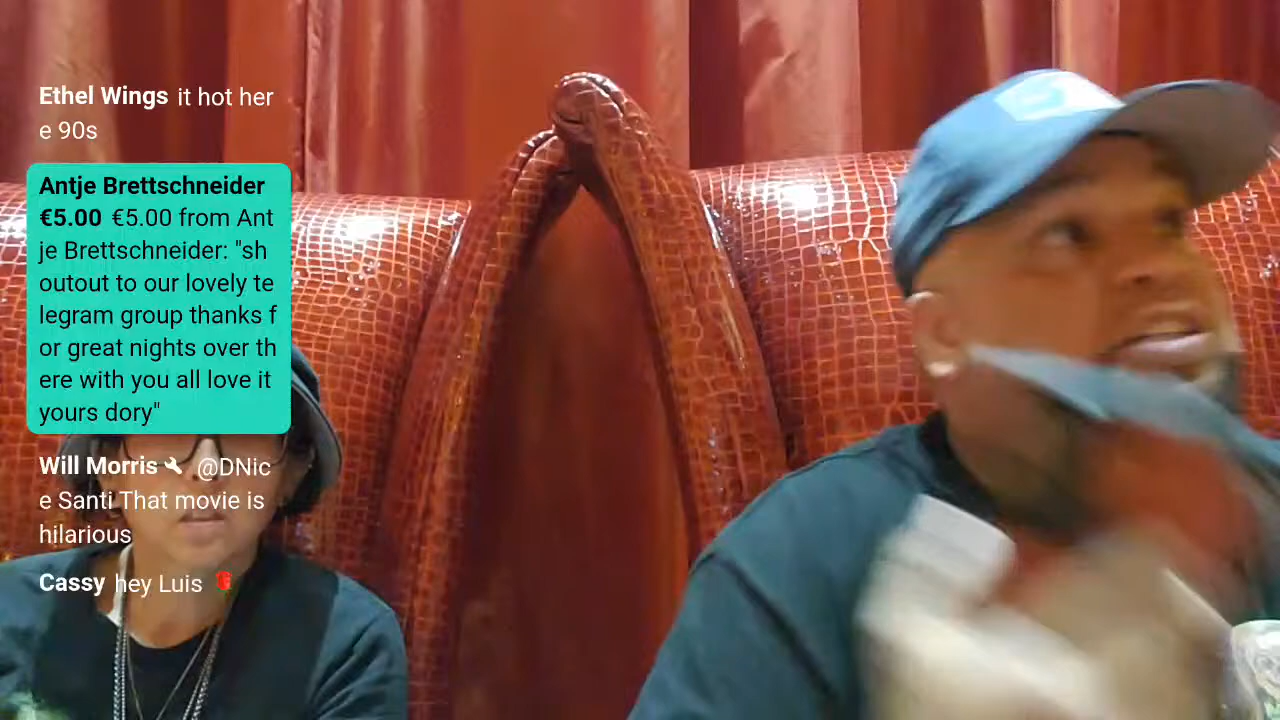 Ethel Wings it hot her
e 90s
Antje Brettschneider
€5.00 €5.00 from Ant
je Brettschneider: "sh
outout to our lovely te
legram group thanks f
or great nights over th
ere with you all love it
yours dory"
Will Morris @DNic
e Santi That movie is
hilarious
Cassy hey Luis